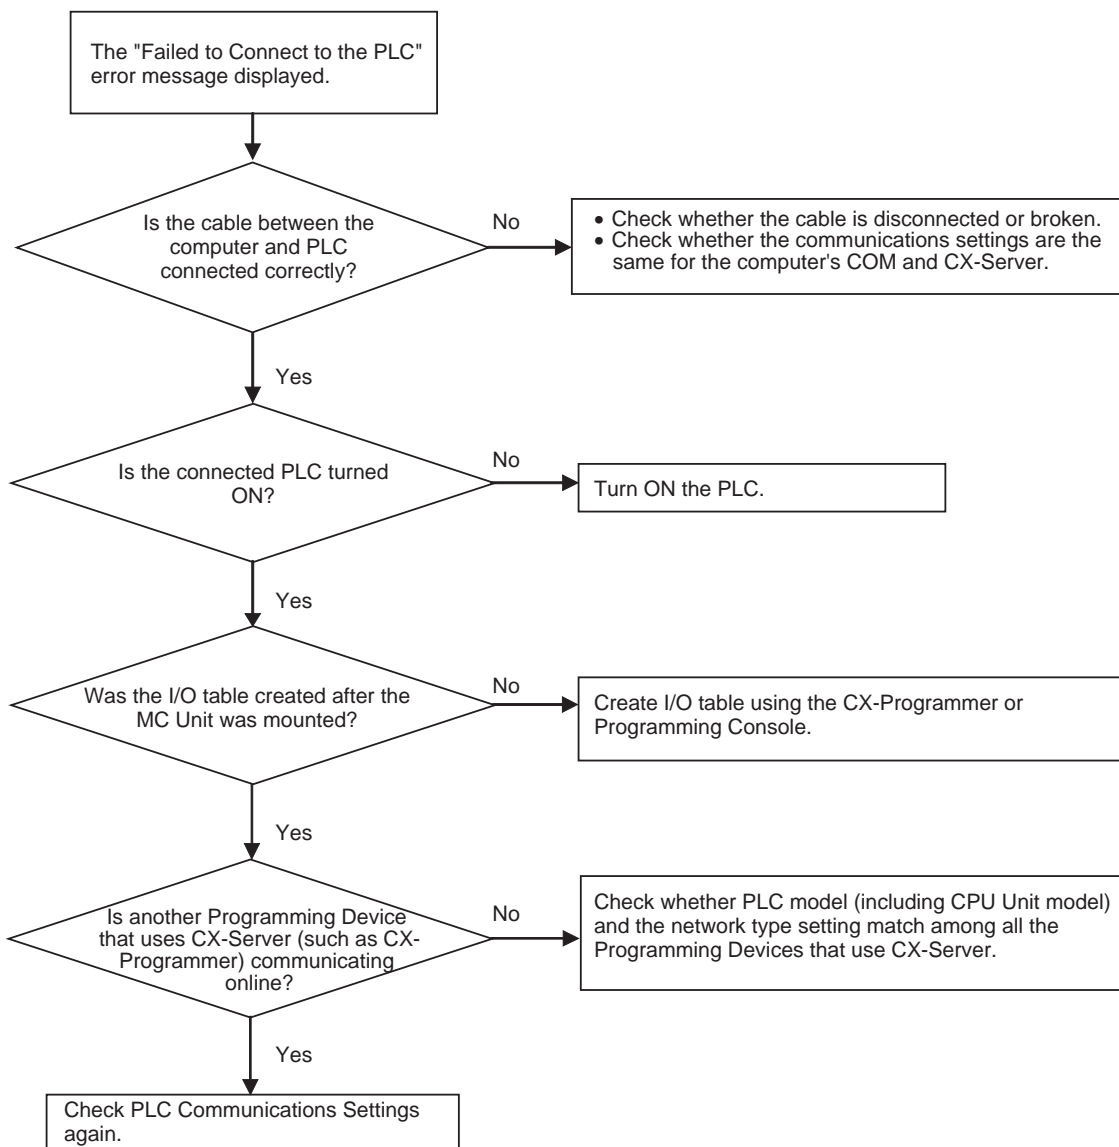 The "Failed to Connect to the PLC"
error message displayed.
Is the cable between the
computer and PLC
connected correctly?
No
• Check whether the cable is disconnected or broken.
• Check whether the communications settings are the
same for the computer's COM and CX-Server.
Yes
Is the connected PLC turned
ON?
No
Turn ON the PLC.
Yes
Was the I/O table created after the
MC Unit was mounted?
No
Create I/O table using the CX-Programmer or
Programming Console.
Yes
Is another Programming Device
that uses CX-Server (such as CX-
Programmer) communicating
online?
No
Check whether PLC model (including CPU Unit model)
and the network type setting match among all the
Programming Devices that use CX-Server.
Yes
Check PLC Communications Settings
again.